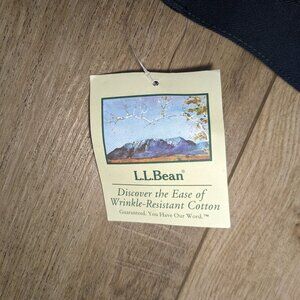 L.L.Bean®
Discover the Ease of
Wrinkle-Resistant Cotton
Guaranteed. You Have Our Word.™